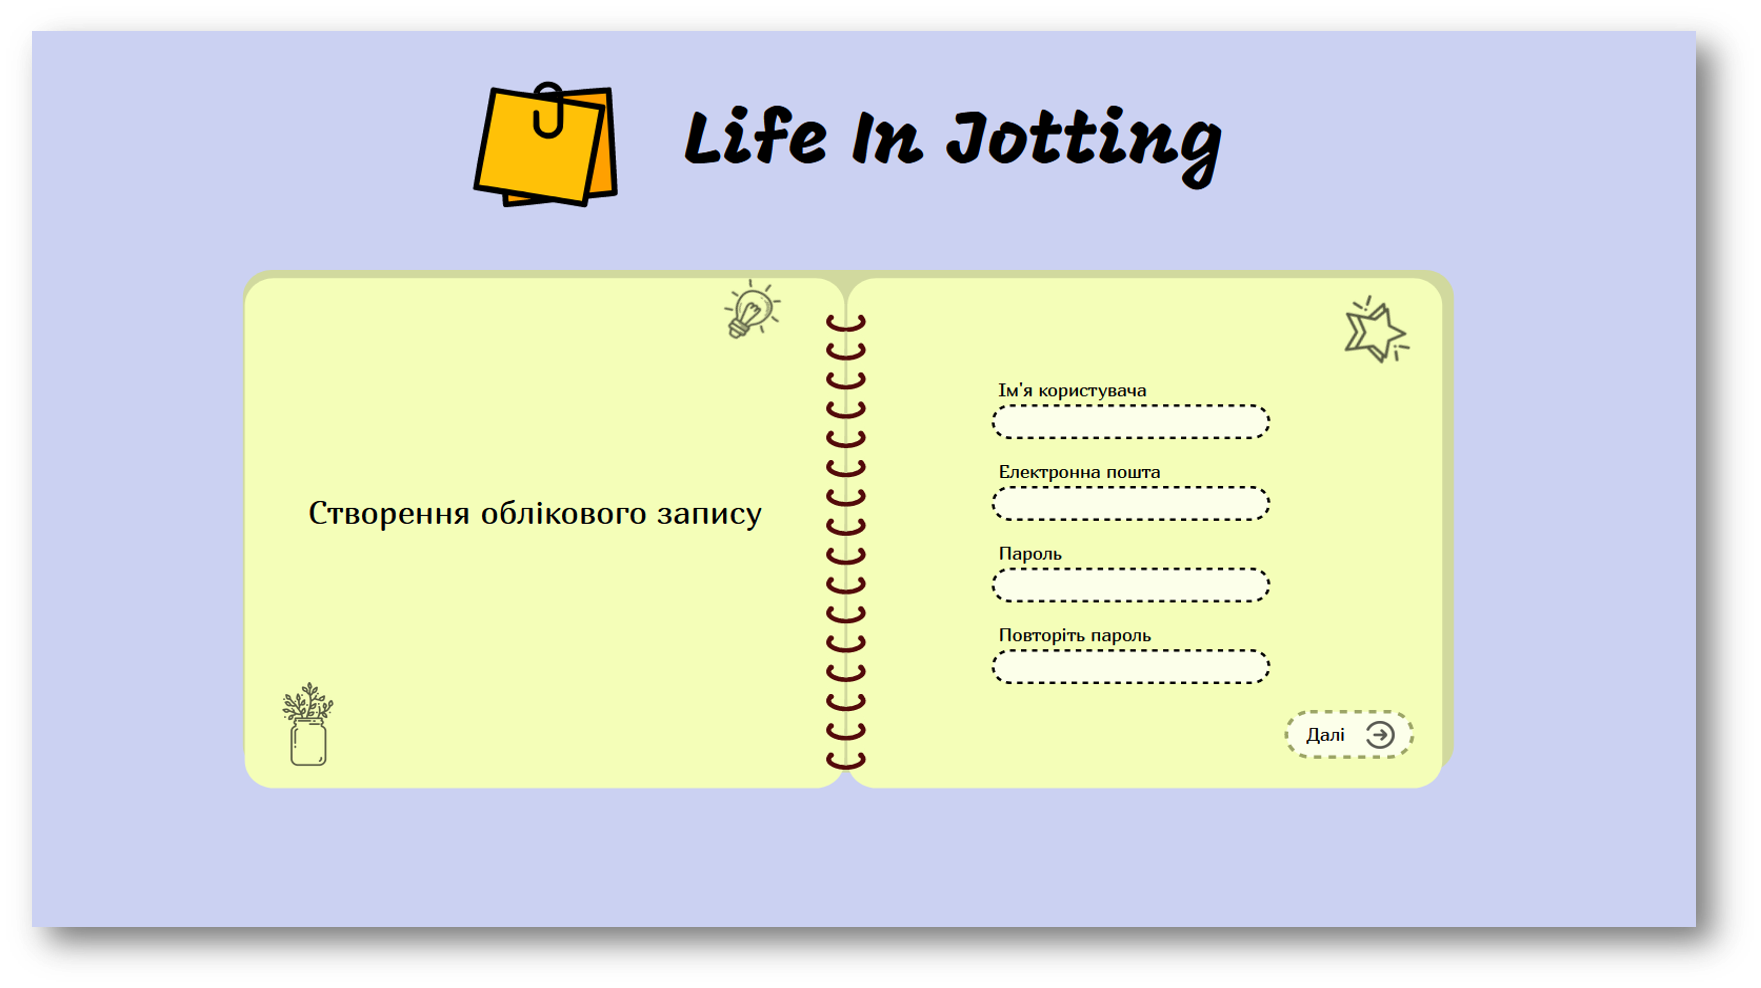 Life In Jotting
Створення облікового запису
Ім'я користувача
Електронна пошта
Пароль
Повторіть пароль
Далі